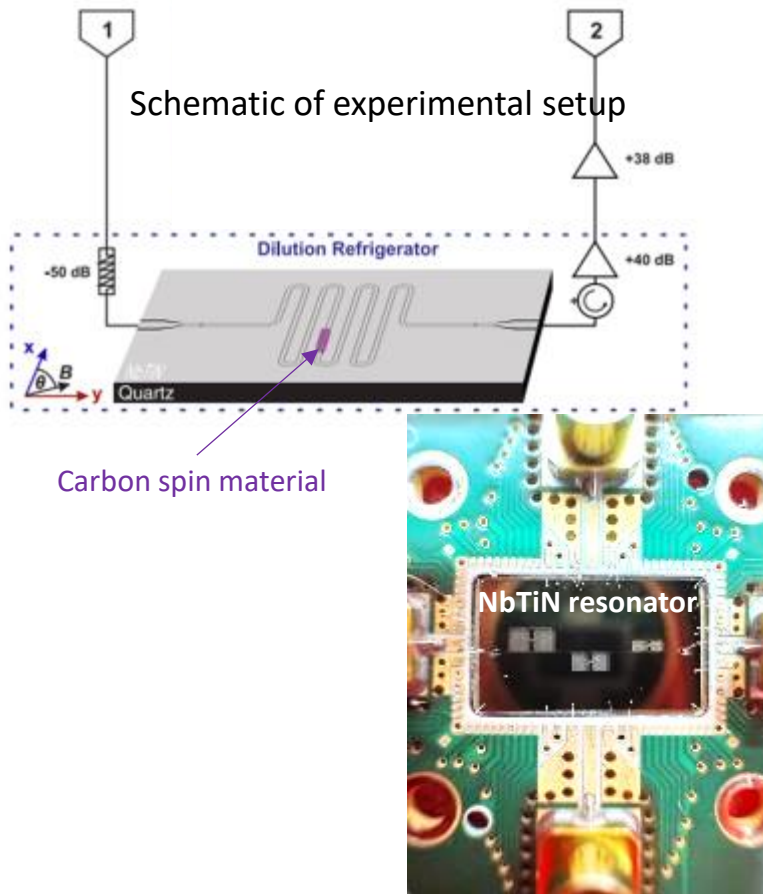 1
2
Schematic of experimental setup
+38 dB
Dilution Refrigerator
-50 dB
+40 dB
x
θ
B
y
NbTiN
Quartz
Carbon spin material
NbTiN resonator